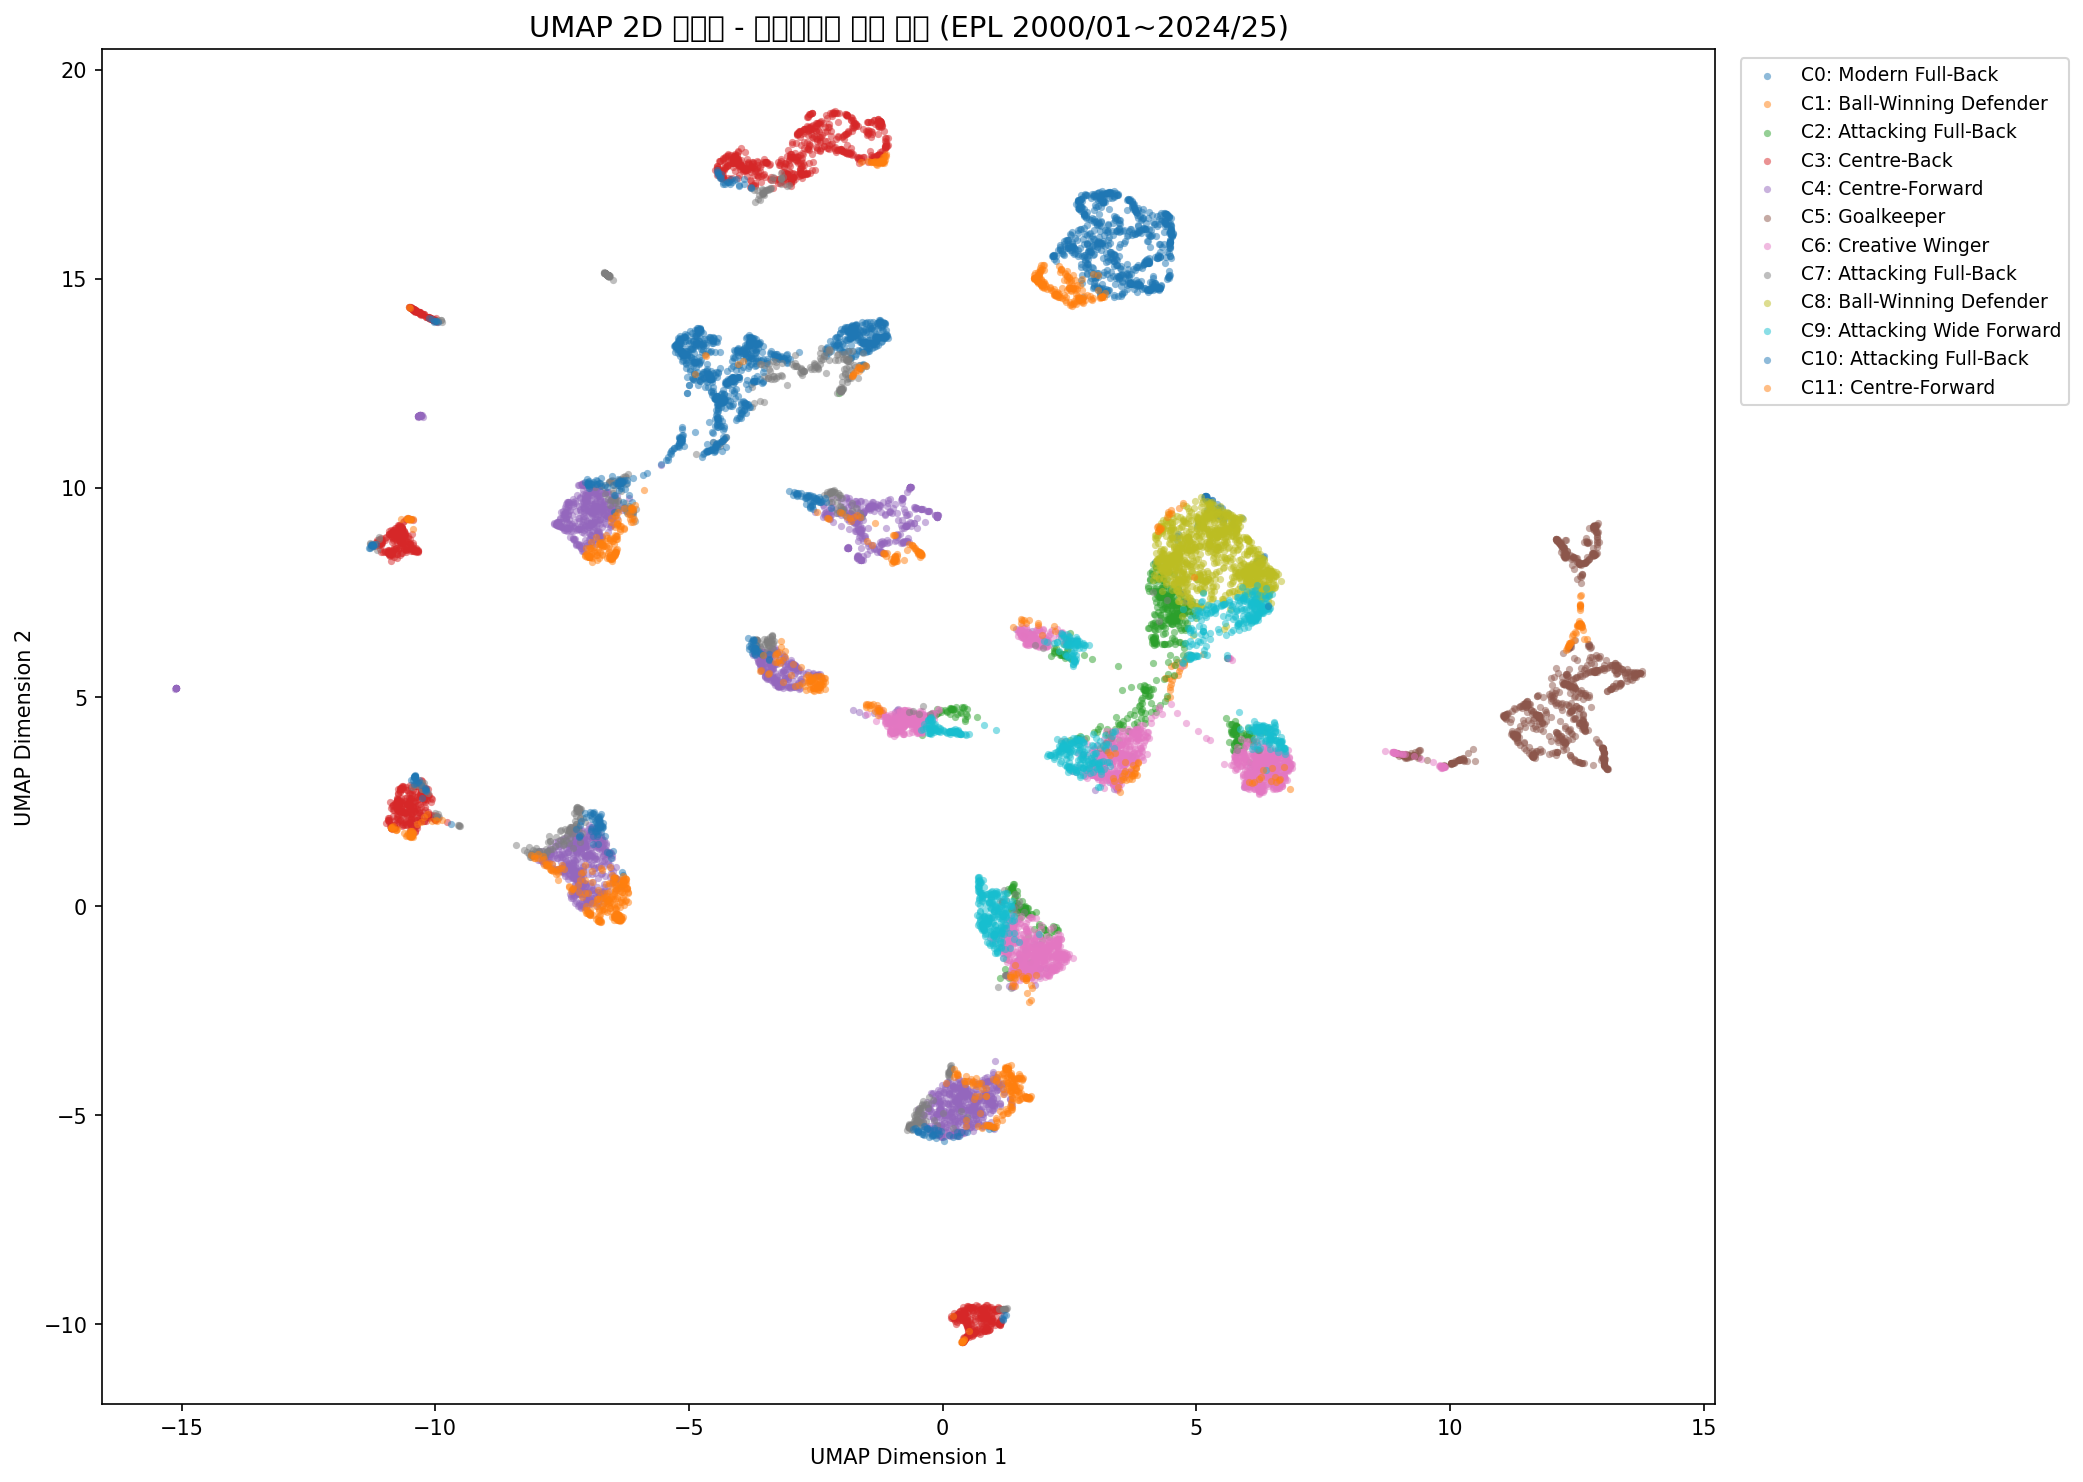 UMAP 2D - (EPL 2000/01~2024/25)
C0: Modern Full-Back
C1: Ball-Winning Defender
C2: Attacking Full-Back
C3: Centre-Back
C4: Centre-Forward
C5: Goalkeeper
C6: Creative Winger
C7: Attacking Full-Back
C8: Ball-Winning Defender
C9: Attacking Wide Forward
C10: Attacking Full-Back
C11: Centre-Forward
20
15
10
5
0
−5
−10
UMAP Dimension 2
−15
−10
−5
0
5
10
15
UMAP Dimension 1